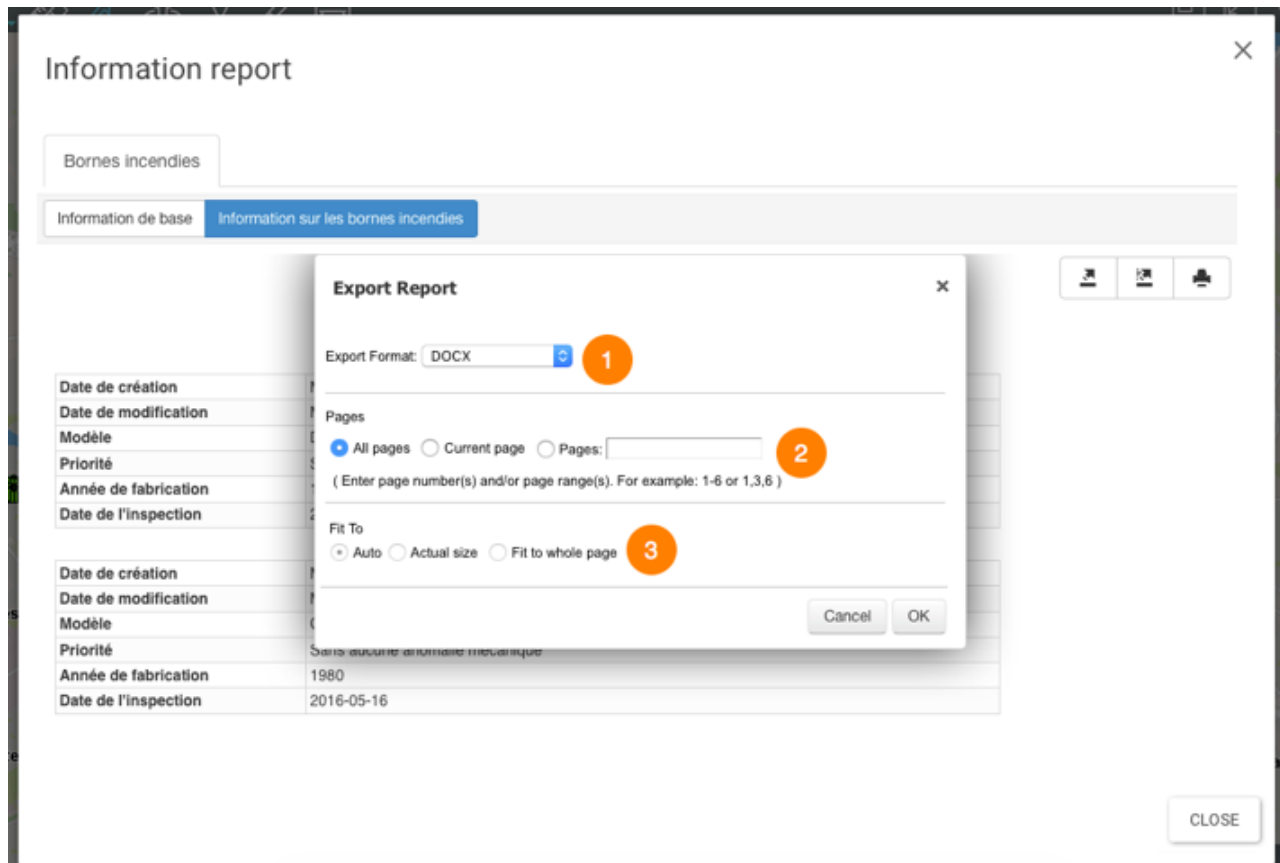 Information report
Bornes incendies
Information de base Information sur les bornes incendies
Export Report
Export Format: DOCX 1
Date de création
Date de modification
Pages
Modèle
All pages Current page Pages: 2
Priorité
( Enter page number(s) and/or page range(s). For example: 1-6 or 1,3,6 )
Année de fabrication
Date de l'inspection
Fit To
Auto Actual size Fit to whole page 3
Date de création
Date de modification
Cancel OK
Modèle
Priorité Sans aucune anomalie mécanique
Année de fabrication 1980
Date de l'inspection 2016-05-16
CLOSE